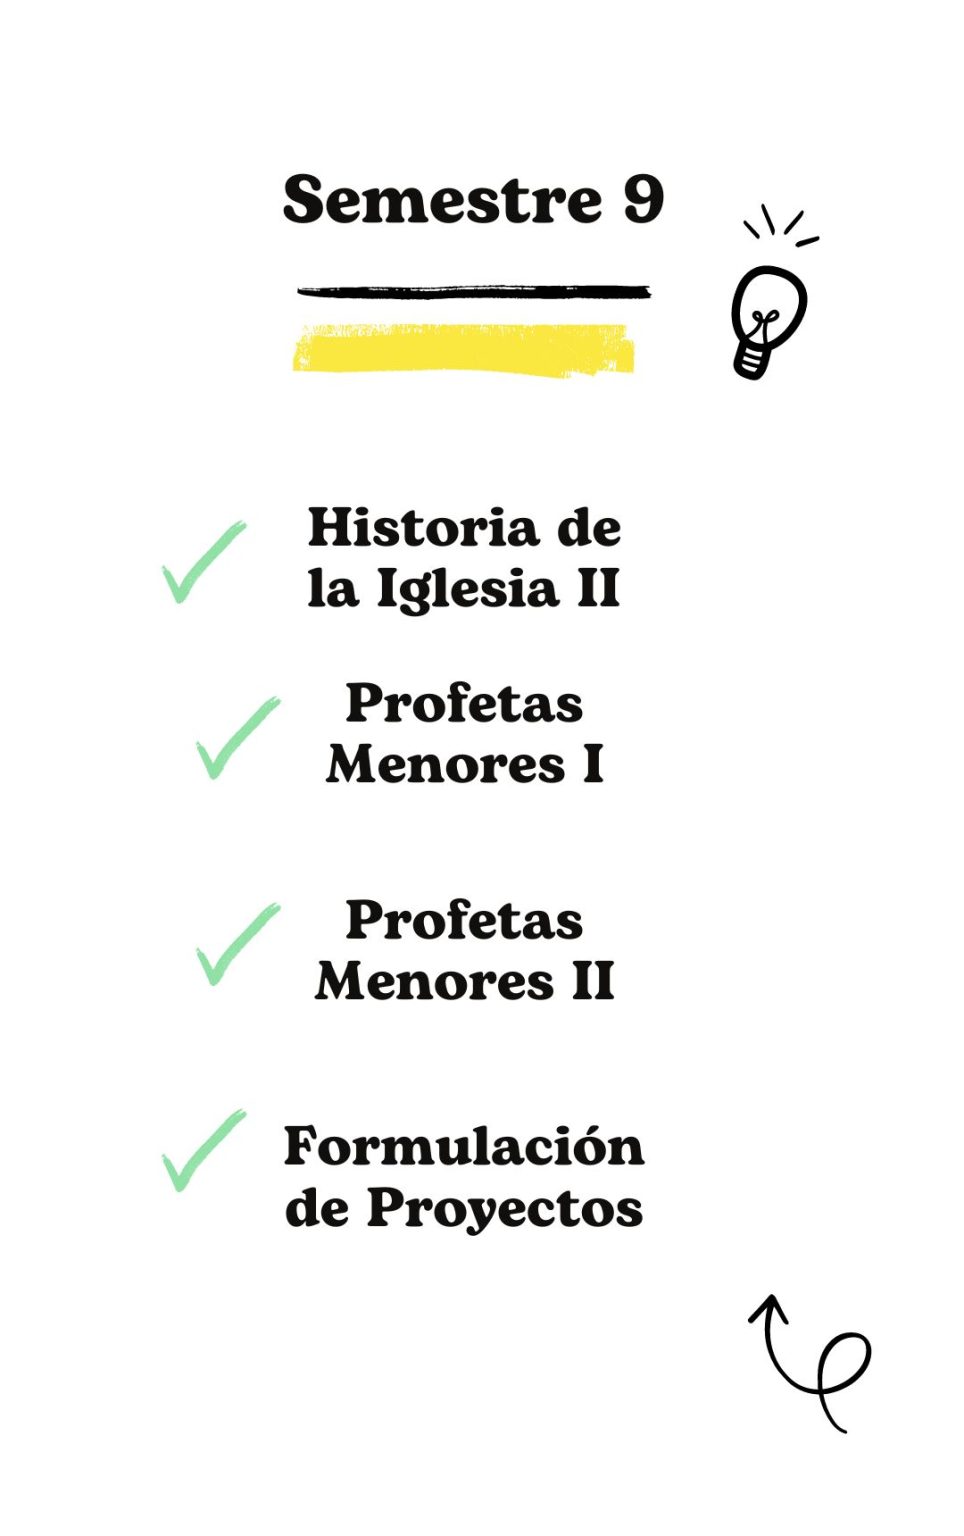 Semestre 9
Historia de
la Iglesia II
Profetas
Menores I
Profetas
Menores II
Formulación
de Proyectos